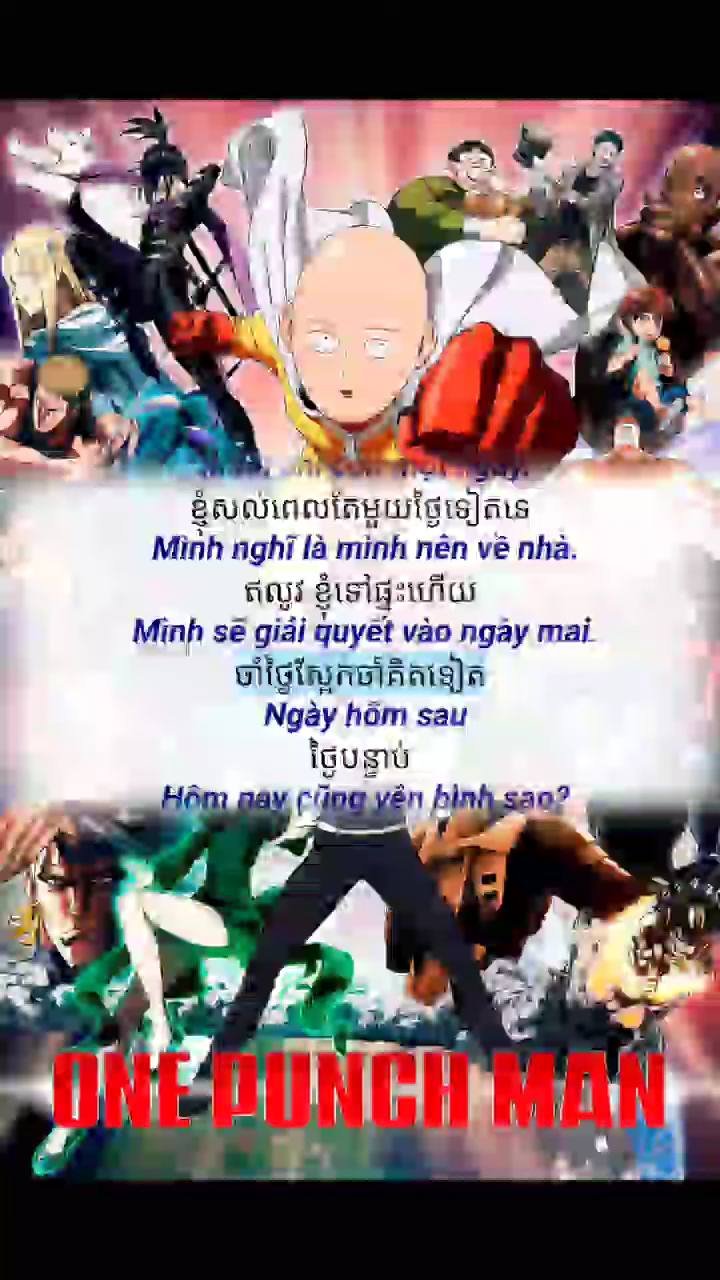 ខ្ញុំសល់ពេលតែមួយថ្ងៃទៀតទេ
Mình nghĩ là mình nên về nhà.
ឥលូវ ខ្ញុំទៅផ្ទះហើយ
Mình sẽ giải quyết vào ngày mai.
ចាំថ្ងៃស្អែកចាំគិតទៀត
Ngày hôm sau
ថ្ងៃបន្ទាប់
Hôm nay cũng yên bình sao?
ONE PUNCH MAN